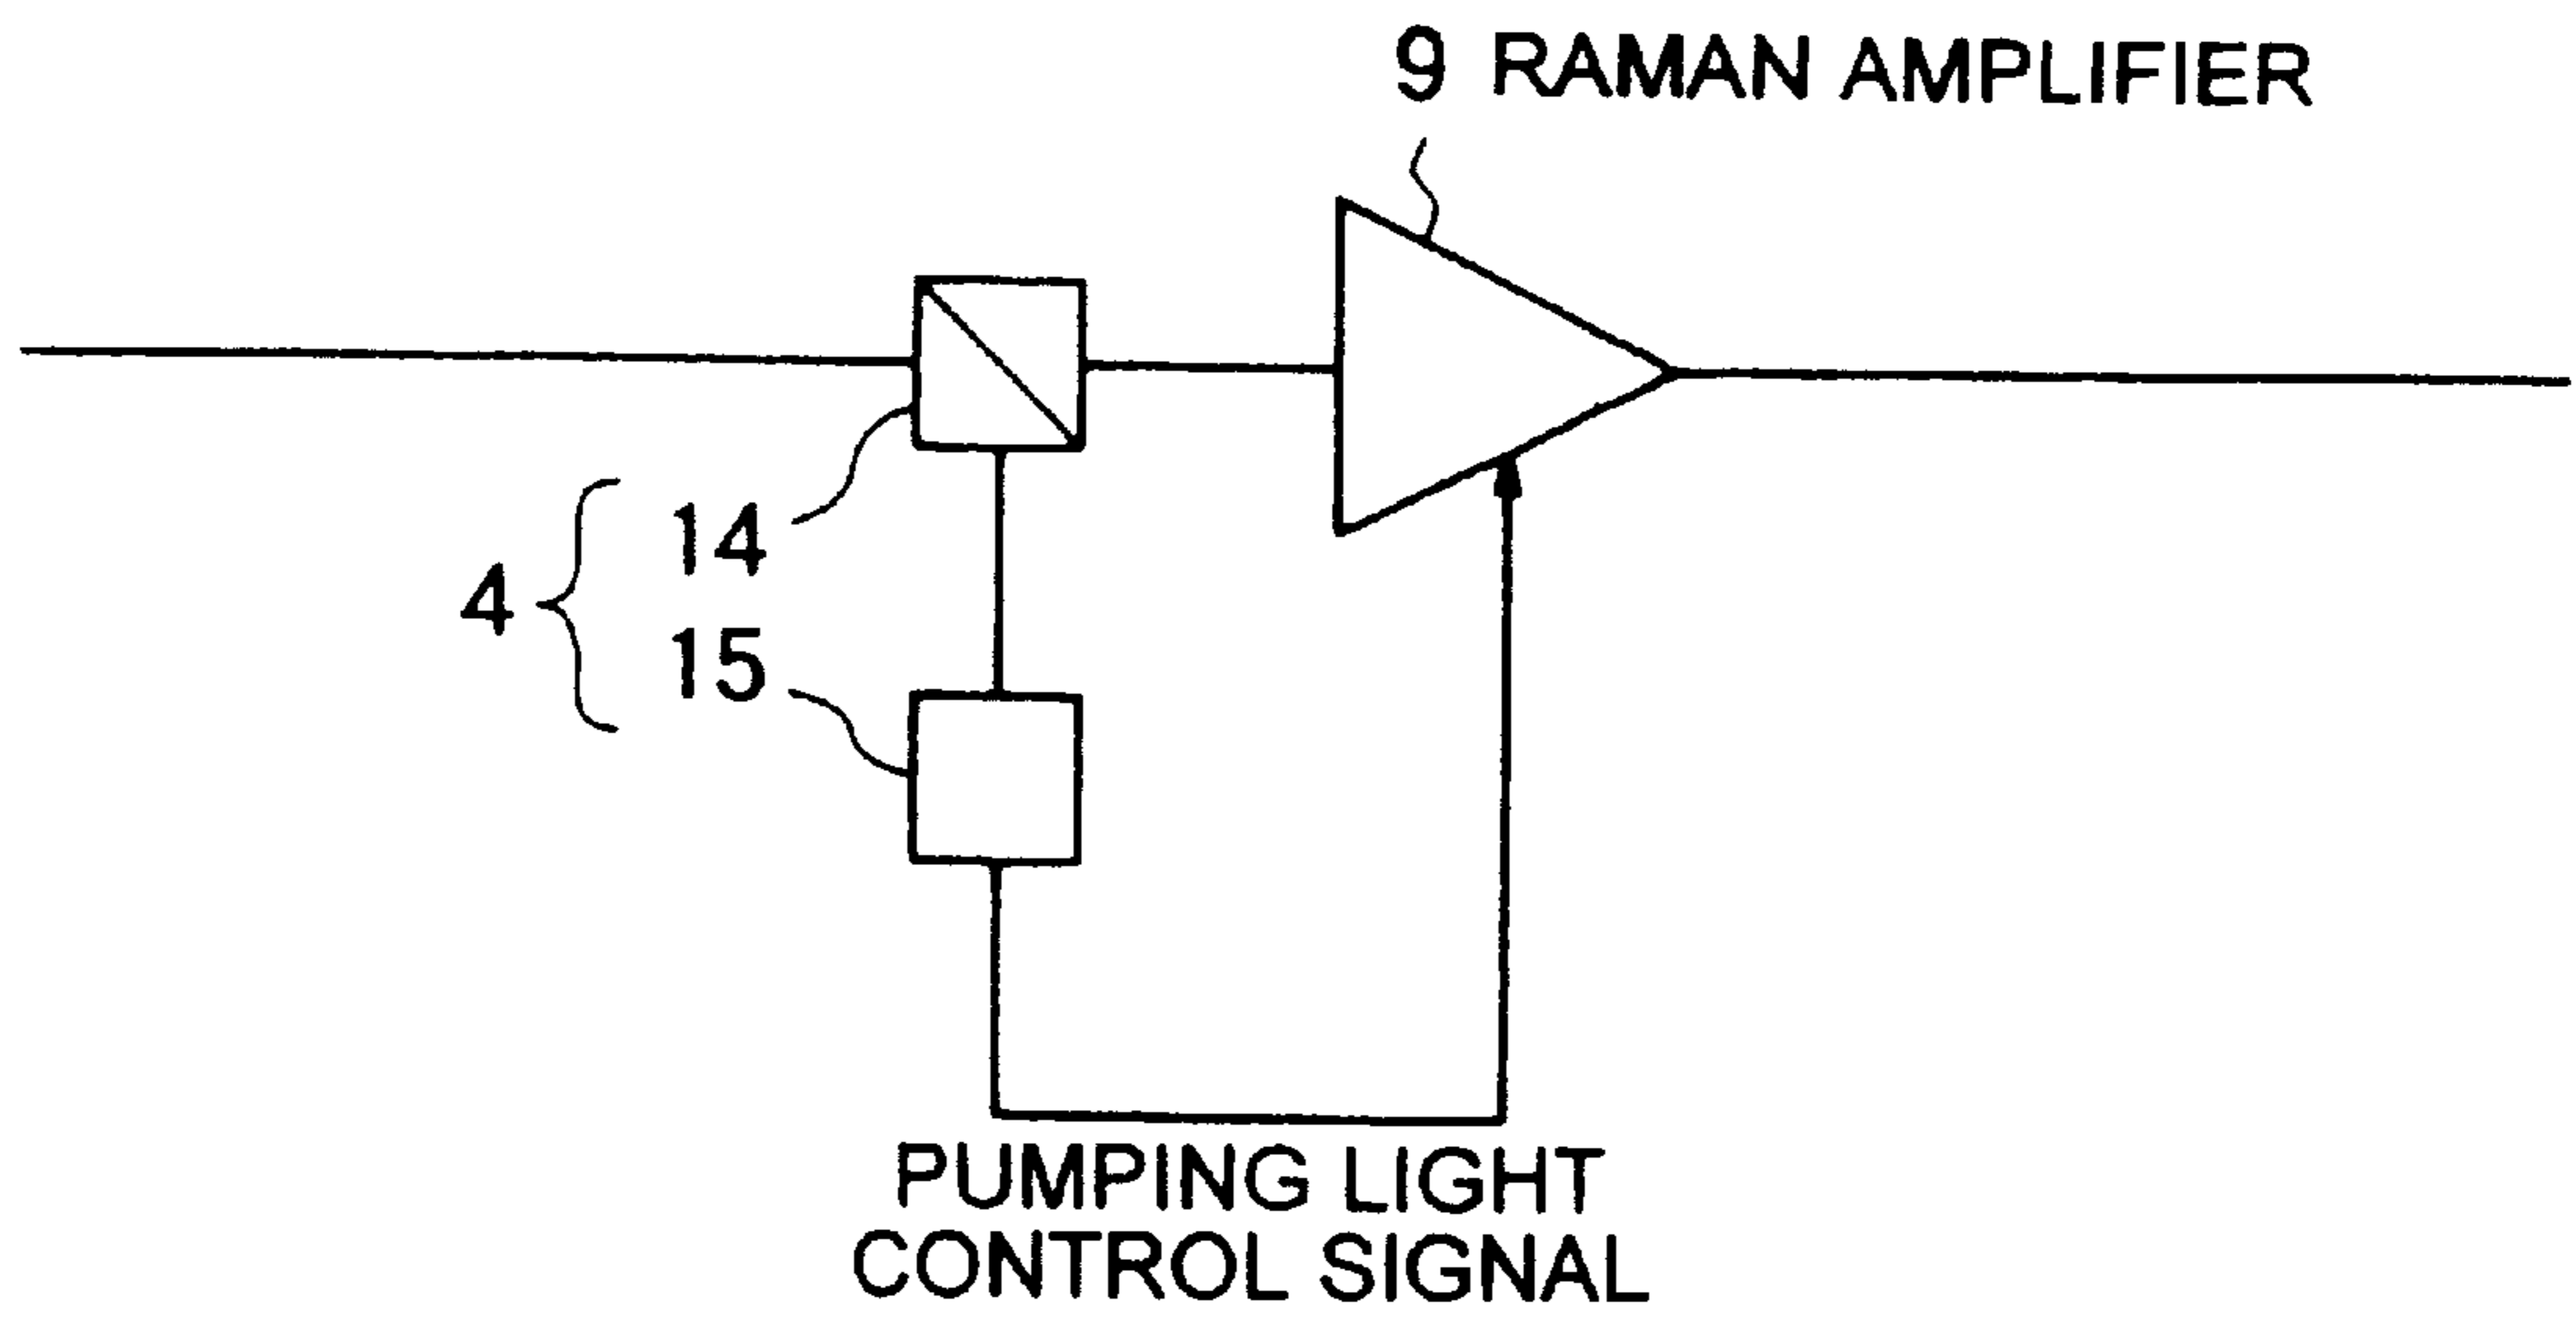 9 RAMAN AMPLIFIER
14
4
15
PUMPING LIGHT
CONTROL SIGNAL